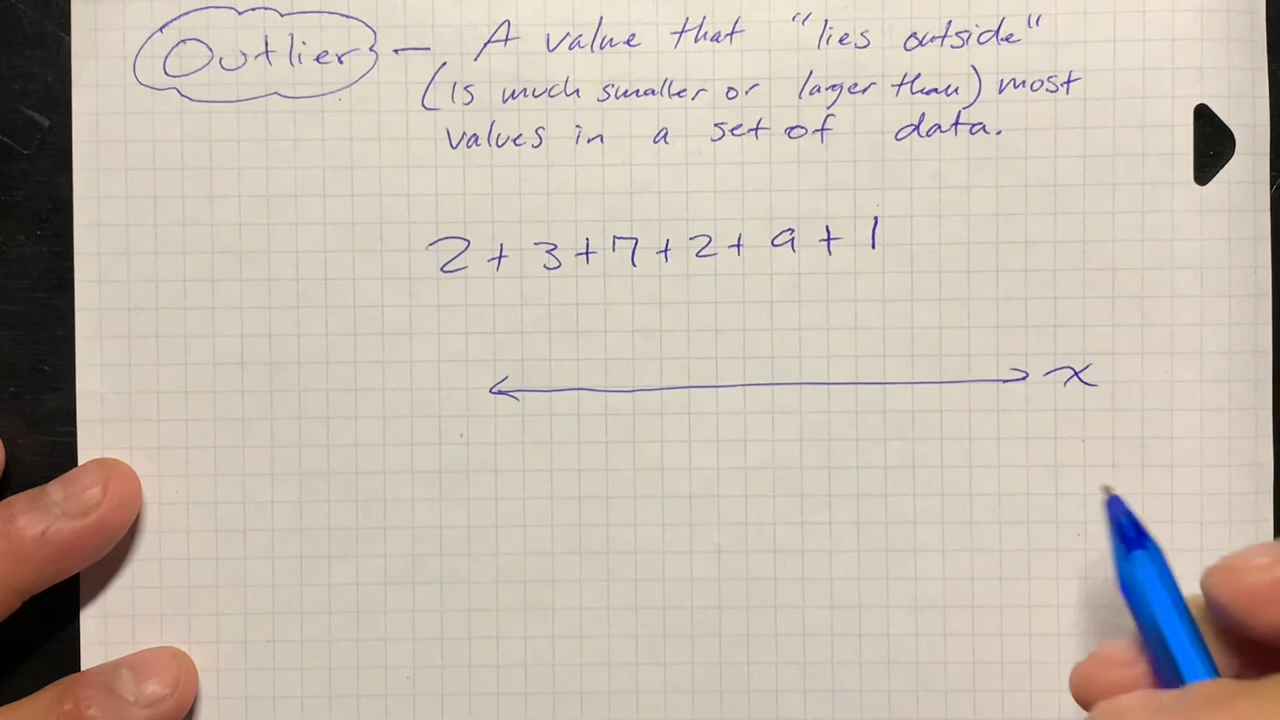 Outlier — A value that "lies outside"
(is much smaller or larger than) most
values in a set of data.
2 + 3 + 7 + 2 + 9 + 1
x